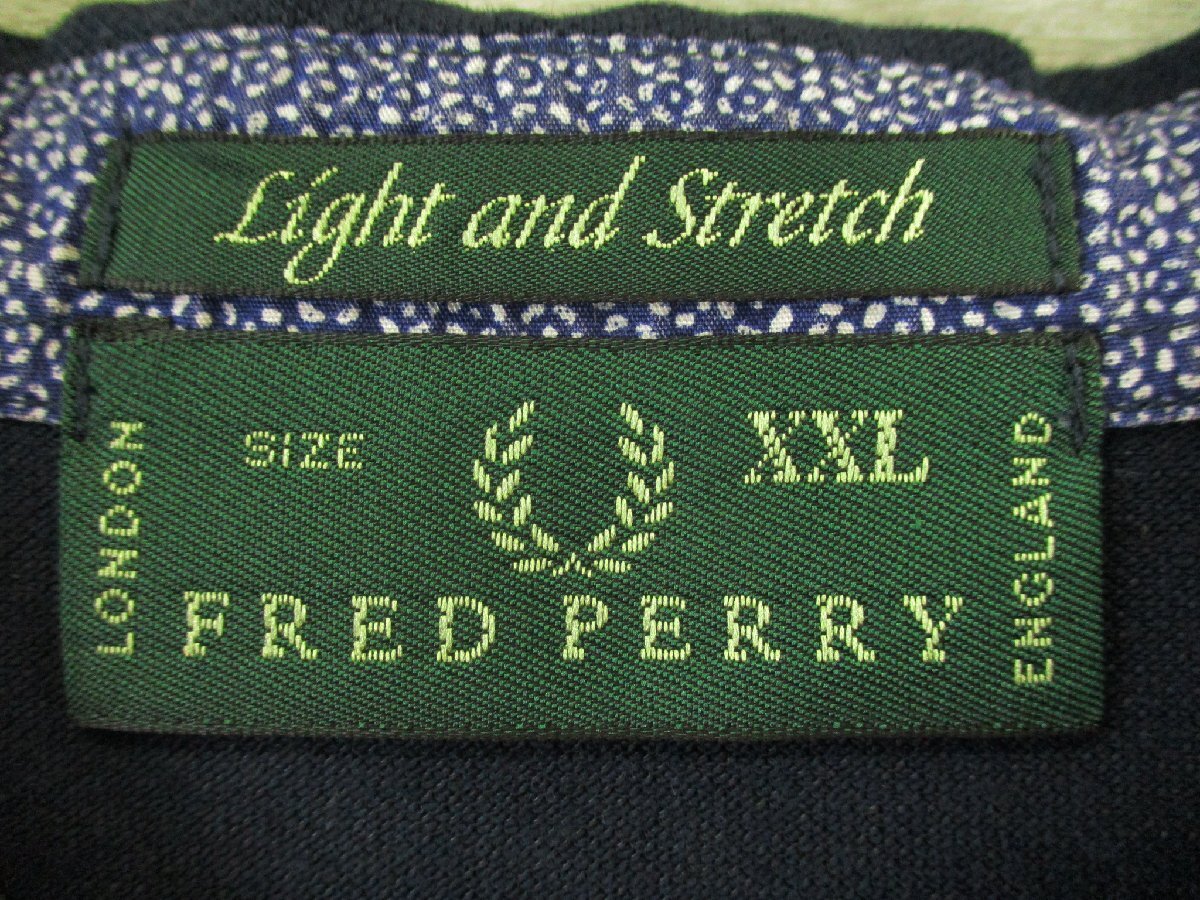 Light and Stretch
SIZE XXL
LONDON
FRED PERRY
ENGLAND